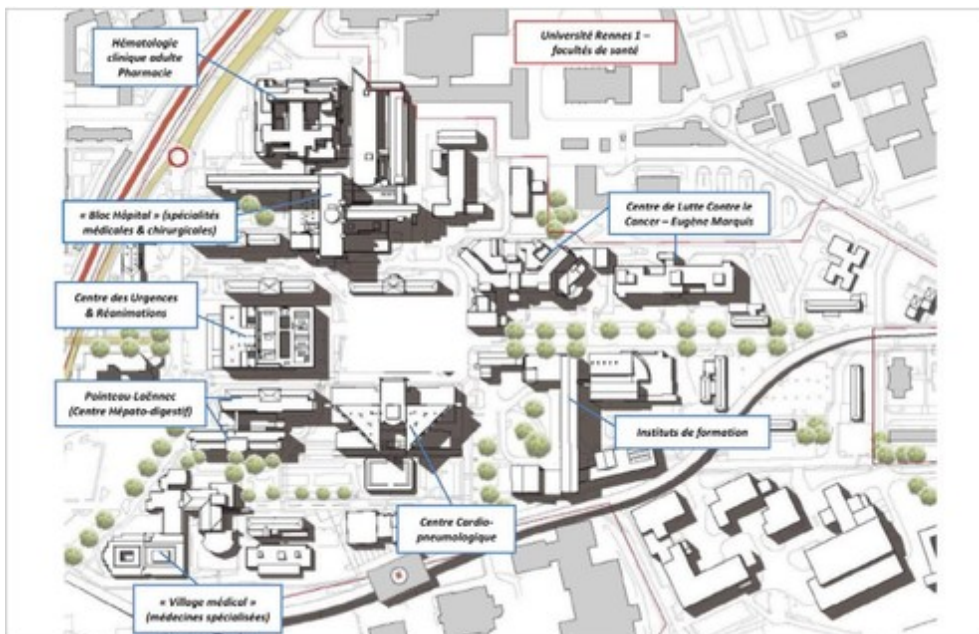 Hématologie
clinique adulte
Pharmacie
Université Rennes 1 –
facultés de santé
« Bloc Hôpital » (spécialités
médicales & chirurgicales)
Centre de Lutte Contre le
Cancer – Eugène Marquis
Centre des Urgences
& Réanimations
Pointeau-Laënnec
(Centre Hépato-digestif)
Instituts de formation
Centre Cardio-
pneumologique
« Village médical »
(médecines spécialisées)